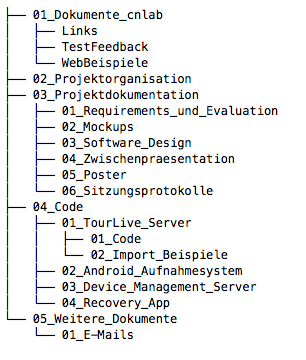 ├── 01_Dokumente_cnlab
│   ├── Links
│   ├── TestFeedback
│   └── WebBeispiele
├── 02_Projektorganisation
├── 03_Projektdokumentation
│   ├── 01_Requirements_und_Evaluation
│   ├── 02_Mockups
│   ├── 03_Software_Design
│   ├── 04_Zwischenpraesentation
│   ├── 05_Poster
│   └── 06_Sitzungsprotokolle
├── 04_Code
│   ├── 01_TourLive_Server
│   │   ├── 01_Code
│   │   └── 02_Import_Beispiele
│   ├── 02_Android_Aufnahmesystem
│   ├── 03_Device_Management_Server
│   └── 04_Recovery_App
└── 05_Weitere_Dokumente
    └── 01_E-Mails